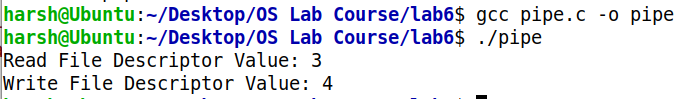 harsh@Ubuntu:~/Desktop/OS Lab Course/lab6$ gcc pipe.c -o pipe
harsh@Ubuntu:~/Desktop/OS Lab Course/lab6$ ./pipe
Read File Descriptor Value: 3
Write File Descriptor Value: 4